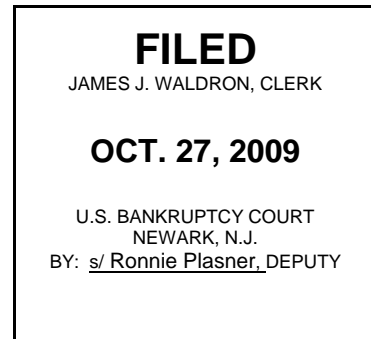 FILED
JAMES J. WALDRON, CLERK
OCT. 27, 2009
U.S. BANKRUPTCY COURT
NEWARK, N.J.
BY: s/ Ronnie Plasner, DEPUTY